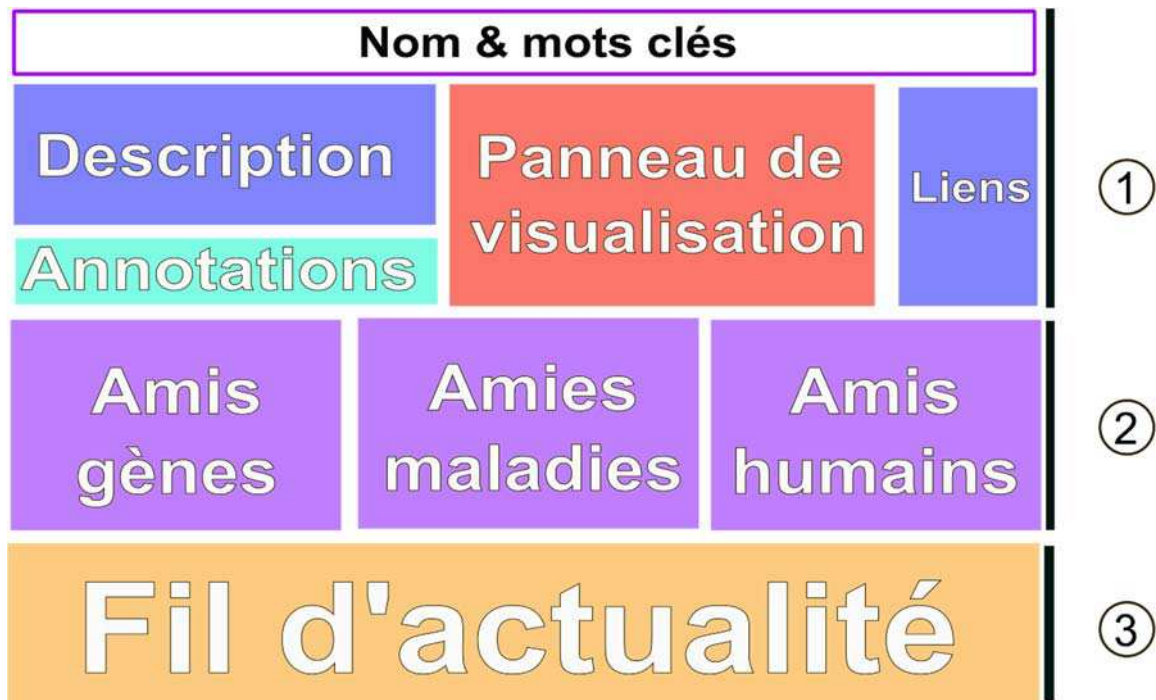 Nom & mots clés
Description
Panneau de
visualisation
Liens
Annotations
①
Amis
gènes
Amies
maladies
Amis
humains
②
Fil d'actualité
③